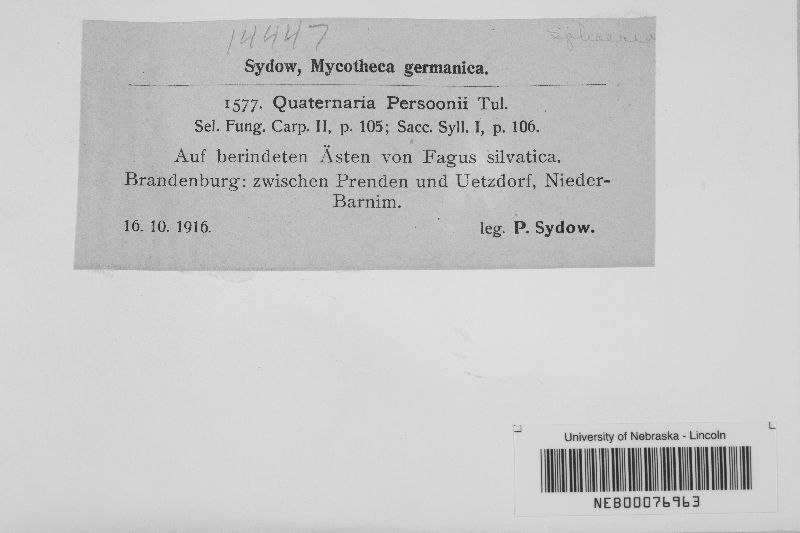 14447
Sydow, Mycotheca germanica.
1577. Quaternaria Persoonii Tul.
Sel. Fung. Carp. II, p. 105; Sacc. Syll. I, p. 106.
Auf berindeten Ästen von Fagus silvatica.
Brandenburg: zwischen Prenden und Uetzdorf, Nieder-
Barnim.
16. 10. 1916. leg. P. Sydow.
University of Nebraska - Lincoln
NEB00076963